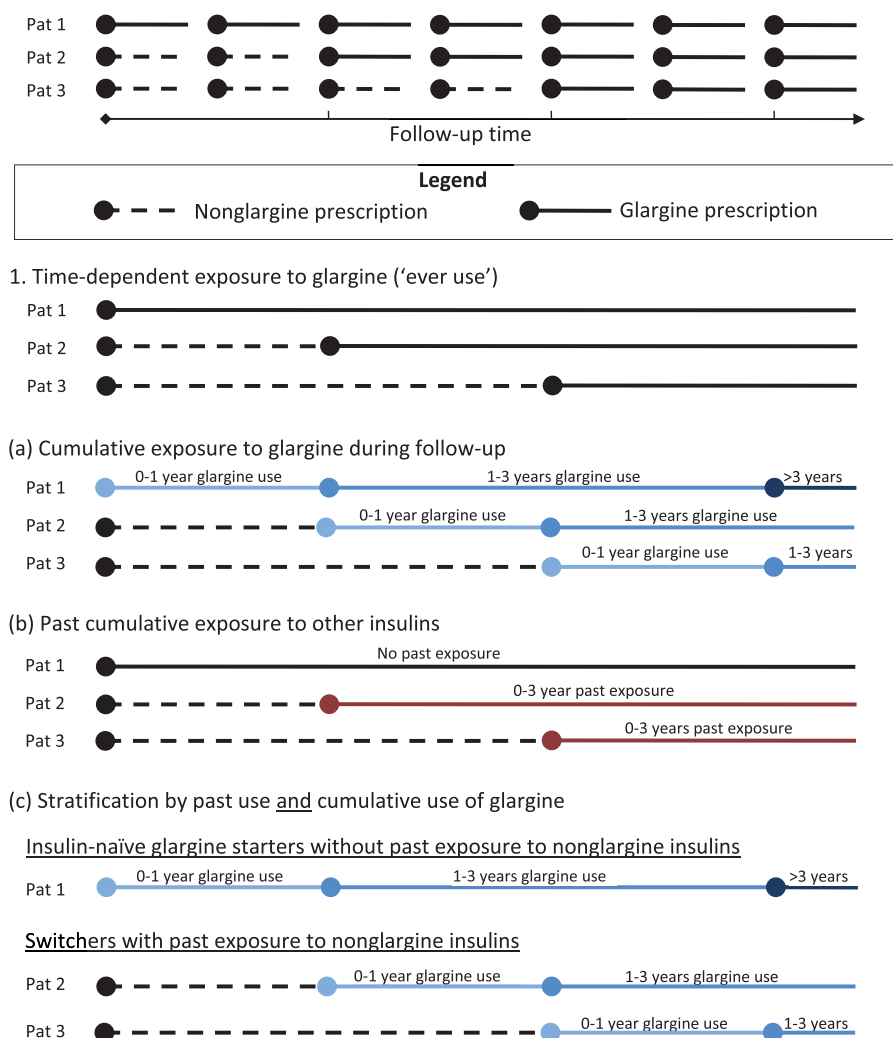 Pat 1
Pat 2
Pat 3
Follow-up time
Legend
Nonglargine prescription Glargine prescription
1. Time-dependent exposure to glargine (‘ever use’)
Pat 1
Pat 2
Pat 3
(a) Cumulative exposure to glargine during follow-up
Pat 1 0-1 year glargine use 1-3 years glargine use >3 years
Pat 2 0-1 year glargine use 1-3 years glargine use
Pat 3 0-1 year glargine use 1-3 years
(b) Past cumulative exposure to other insulins
Pat 1 No past exposure
Pat 2 0-3 year past exposure
Pat 3 0-3 years past exposure
(c) Stratification by past use and cumulative use of glargine
Insulin-naïve glargine starters without past exposure to nonglargine insulins
Pat 1 0-1 year glargine use 1-3 years glargine use >3 years
Switchers with past exposure to nonglargine insulins
Pat 2 0-1 year glargine use 1-3 years glargine use
Pat 3 0-1 year glargine use 1-3 years